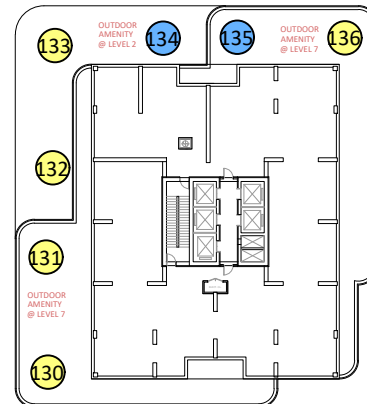 OUTDOOR
AMENITY
@ LEVEL 2
134
135
OUTDOOR
AMENITY
@ LEVEL 7
136
133
132
131
OUTDOOR
AMENITY
@ LEVEL 7
130